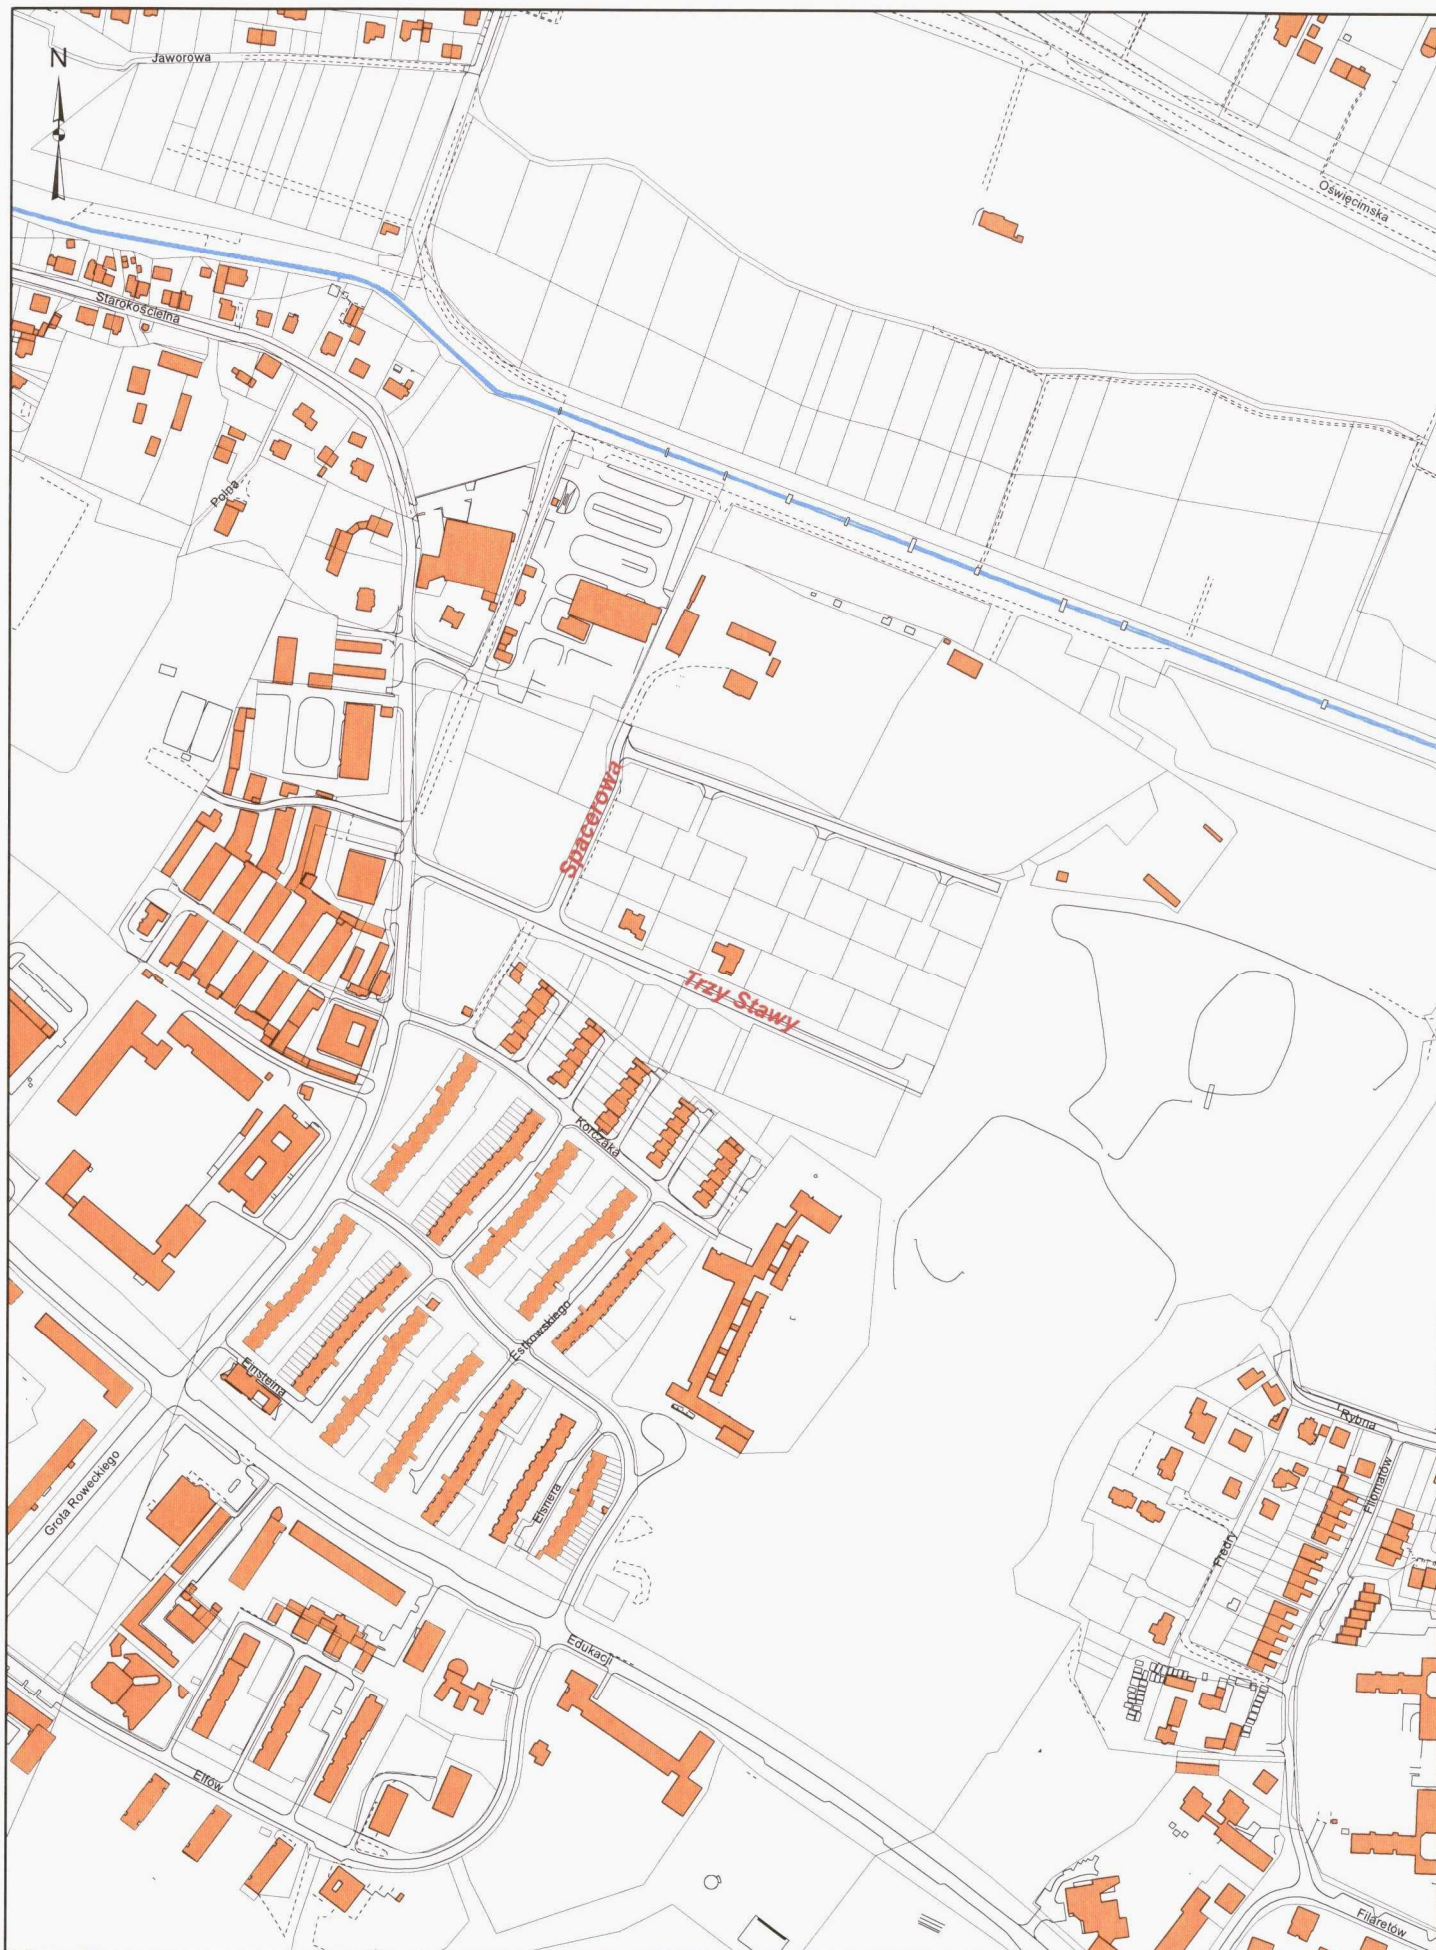 N
Jaworowa
Oświęcimska
Starokościelna
Polna
Spacerowa
Trzy Stawy
Korczaka
Estkowskiego
Einsteina
Rybna
Filomatów
Grota Roweckiego
Elsnera
Fredry
Edukacji
Elfów
Filaretów